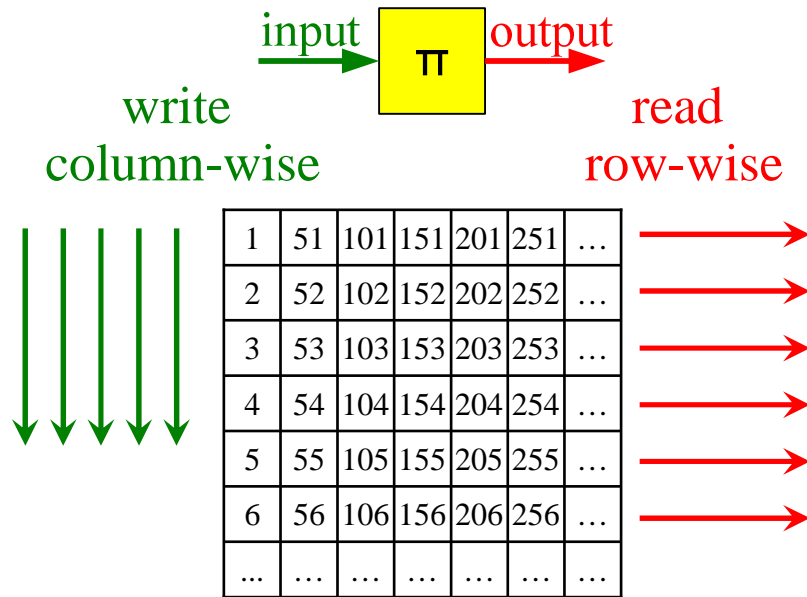 input π output
write read
column-wise row-wise
1 51 101 151 201 251 …
2 52 102 152 202 252 …
3 53 103 153 203 253 …
4 54 104 154 204 254 …
5 55 105 155 205 255 …
6 56 106 156 206 256 …
... … … … … … …